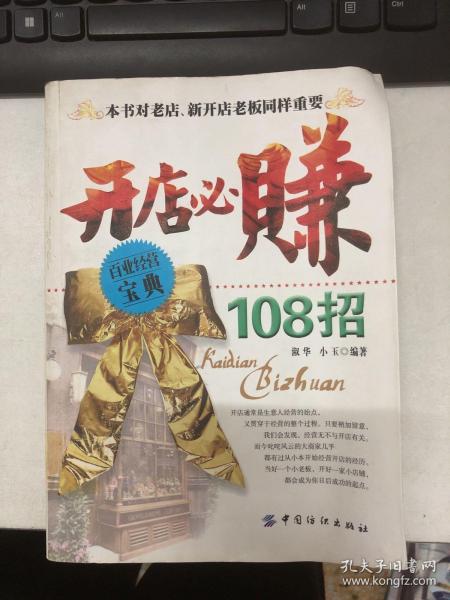 Alt
Alt
Ctrl
本书对老店、新开店老板同样重要
开店必賺
百业经营
宝典
108招
淑华 小玉◎编著
Kaidian
Bizhuan
开店通常是生意人经营的始点,
又贯穿于经营的整个过程。只要稍加留意,
我们会发现,经营无不与开店有关。
而今叱咤风云的大商家几乎
都有过从小本开始经营开店的经历。
当好一个小老板、开好一家小店铺,
都会成为你日后成功的起点。
中国纺织出版社
孔夫子旧书网
www.kongfz.com